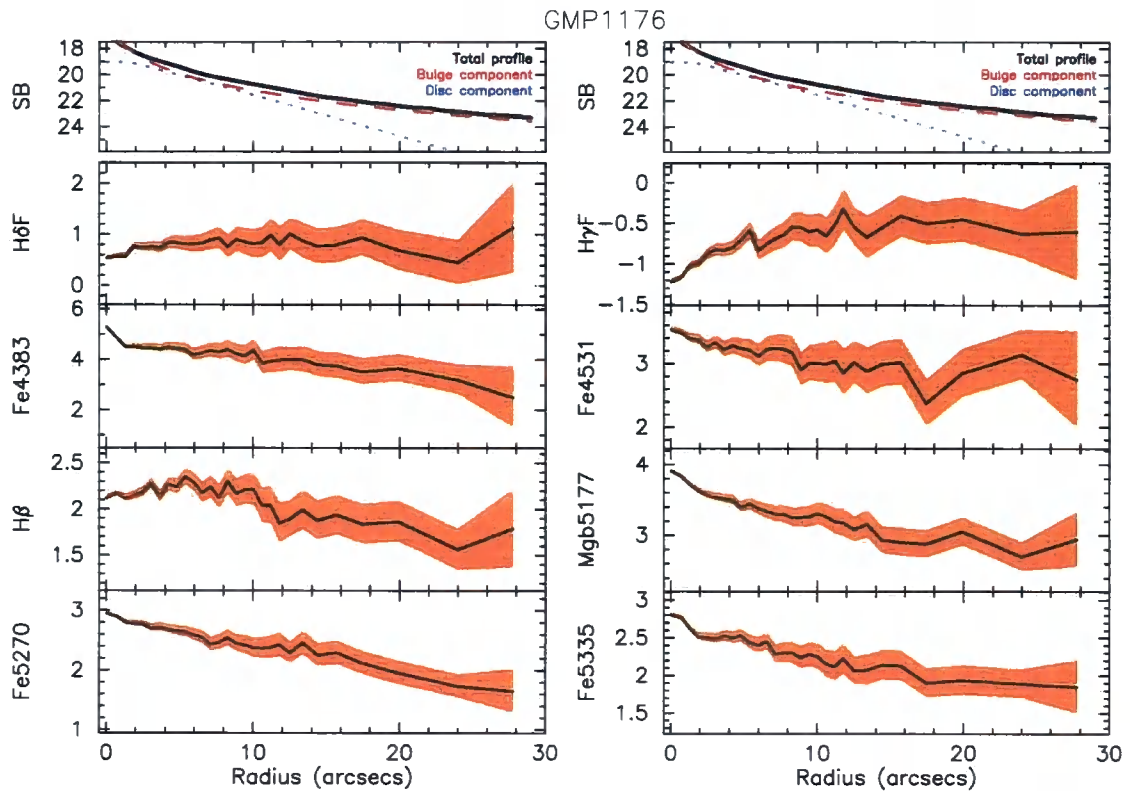 GMP1176
18
20
22
24
SB
Total profile
Bulge component
Disc component
2
1
0
HδF
6
4
2
Fe4383
2.5
2
1.5
Hβ
3
2
1
Fe5270
0
10
20
30
Radius (arcsecs)
18
20
22
24
SB
Total profile
Bulge component
Disc component
0
−0.5
−1
−1.5
HγF
3
2
Fe4531
4
3
Mgb5177
3
2.5
2
1.5
Fe5335
0
10
20
30
Radius (arcsecs)